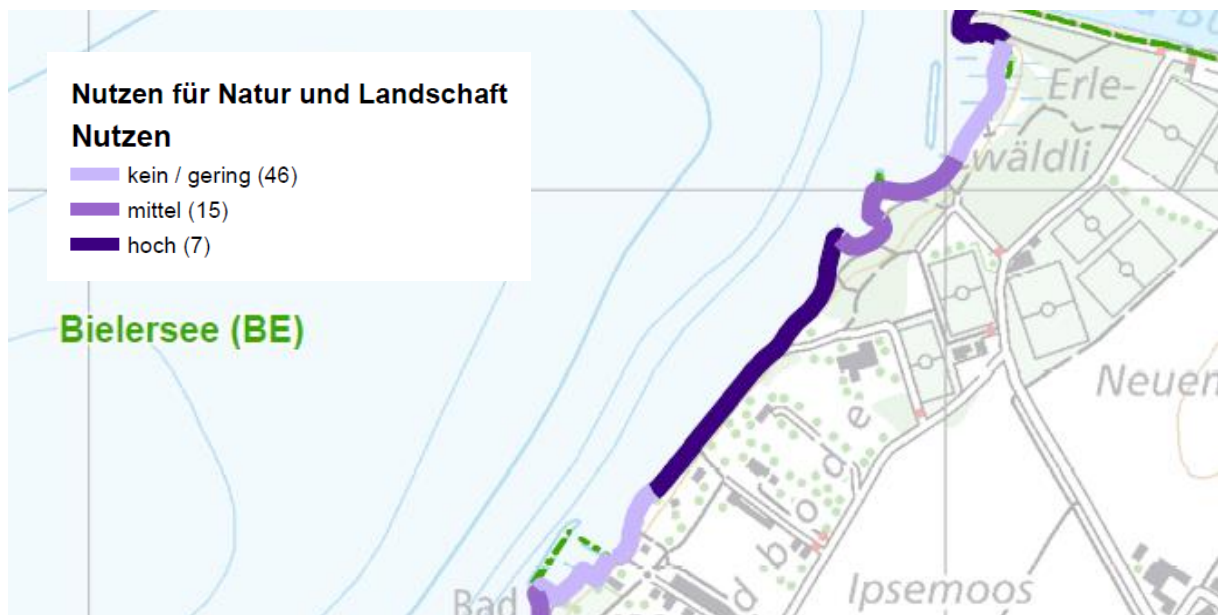 Nutzen für Natur und Landschaft
Nutzen
kein / gering (46)
mittel (15)
hoch (7)
Erle-
wäldli
Bielersee (BE)
Neuen
Bad
Ipsemoos